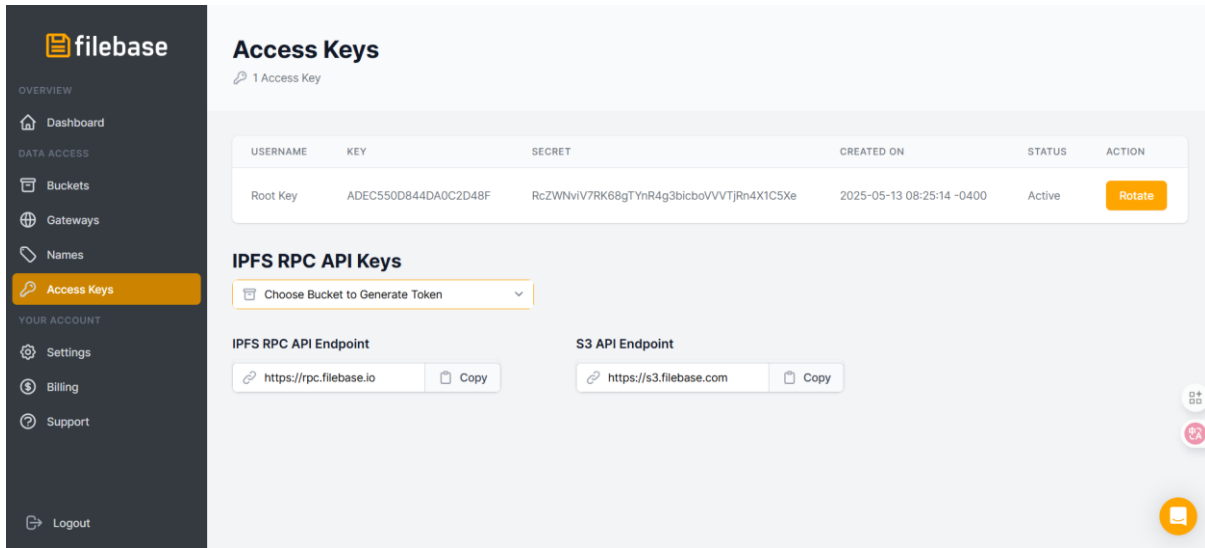 filebase
OVERVIEW
Dashboard
DATA ACCESS
Buckets
Gateways
Names
Access Keys
YOUR ACCOUNT
Settings
Billing
Support
Logout
Access Keys
1 Access Key
USERNAME KEY SECRET CREATED ON STATUS ACTION
Root Key ADEC550D844DA0C2D48F RcZWNviV7RK68gTYnR4g3bicboVVVTjRn4X1C5Xe 2025-05-13 08:25:14 -0400 Active Rotate
IPFS RPC API Keys
Choose Bucket to Generate Token
IPFS RPC API Endpoint S3 API Endpoint
https://rpc.filebase.io Copy https://s3.filebase.com Copy